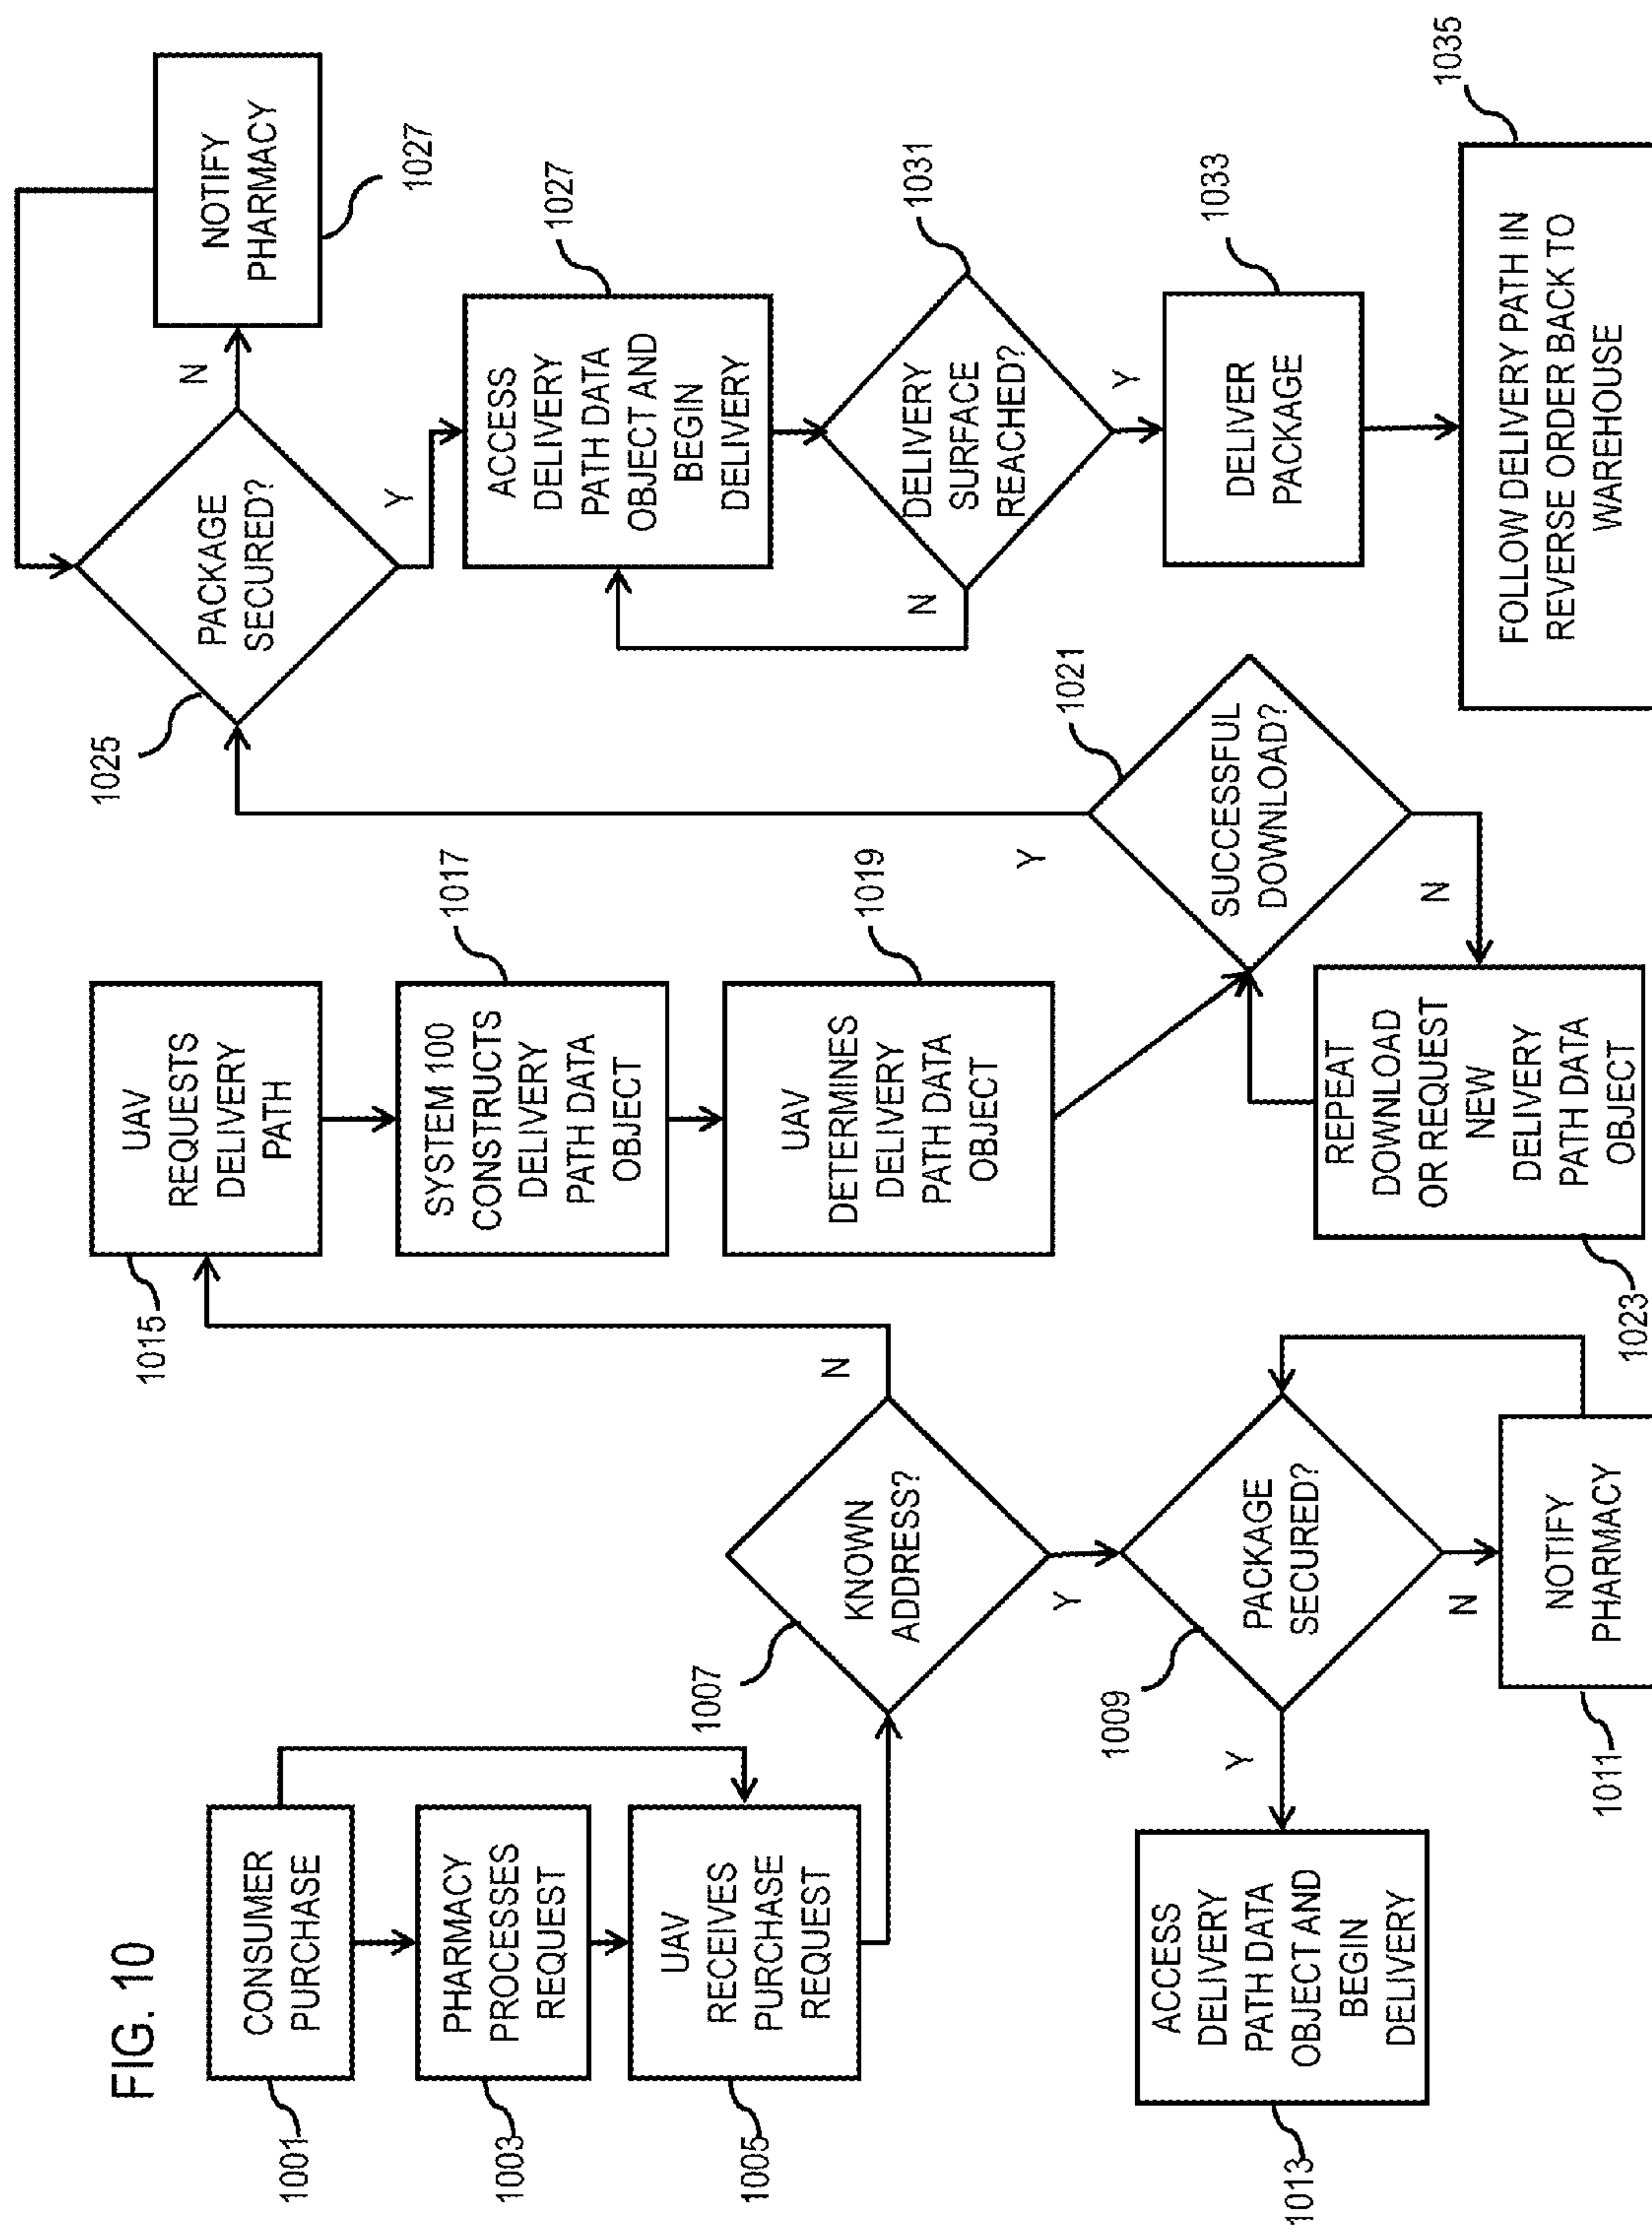 FIG. 10
CONSUMER
PURCHASE
1001
PHARMACY
PROCESSES
REQUEST
1003
UAV
RECEIVES
PURCHASE
REQUEST
1005
KNOWN
ADDRESS?
1007
N
Y
PACKAGE
SECURED?
1009
Y
N
NOTIFY
PHARMACY
1011
ACCESS
DELIVERY
PATH DATA
OBJECT AND
BEGIN
DELIVERY
1013
UAV
REQUESTS
DELIVERY
PATH
1015
SYSTEM 100
CONSTRUCTS
DELIVERY
PATH DATA
OBJECT
1017
UAV
DETERMINES
DELIVERY
PATH DATA
OBJECT
1019
SUCCESSFUL
DOWNLOAD?
1021
Y
N
REPEAT
DOWNLOAD
OR REQUEST
NEW
DELIVERY
PATH DATA
OBJECT
1023
PACKAGE
SECURED?
1025
N
Y
NOTIFY
PHARMACY
1027
ACCESS
DELIVERY
PATH DATA
OBJECT AND
BEGIN
DELIVERY
1027
DELIVERY
SURFACE
REACHED?
1031
N
Y
DELIVER
PACKAGE
1033
FOLLOW DELIVERY PATH IN
REVERSE ORDER BACK TO
WAREHOUSE
1035